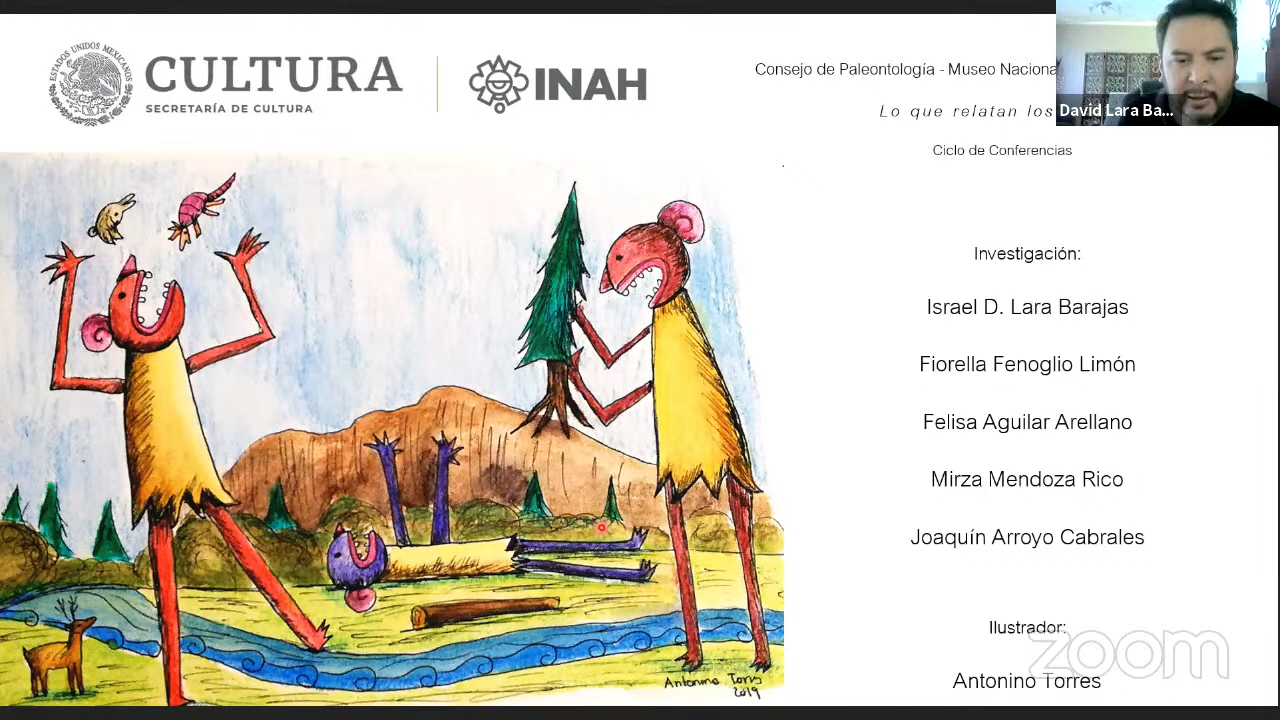 ESTADOS UNIDOS MEXICANOS
CULTURA
SECRETARÍA DE CULTURA
INAH
Consejo de Paleontología - Museo Naciona
Lo que relatan los
David Lara Ba...
Ciclo de Conferencias
Investigación:
Israel D. Lara Barajas
Fiorella Fenoglio Limón
Felisa Aguilar Arellano
Mirza Mendoza Rico
Joaquín Arroyo Cabrales
Ilustrador:
zoom
Antonino Torres
Antonino Torres
2019